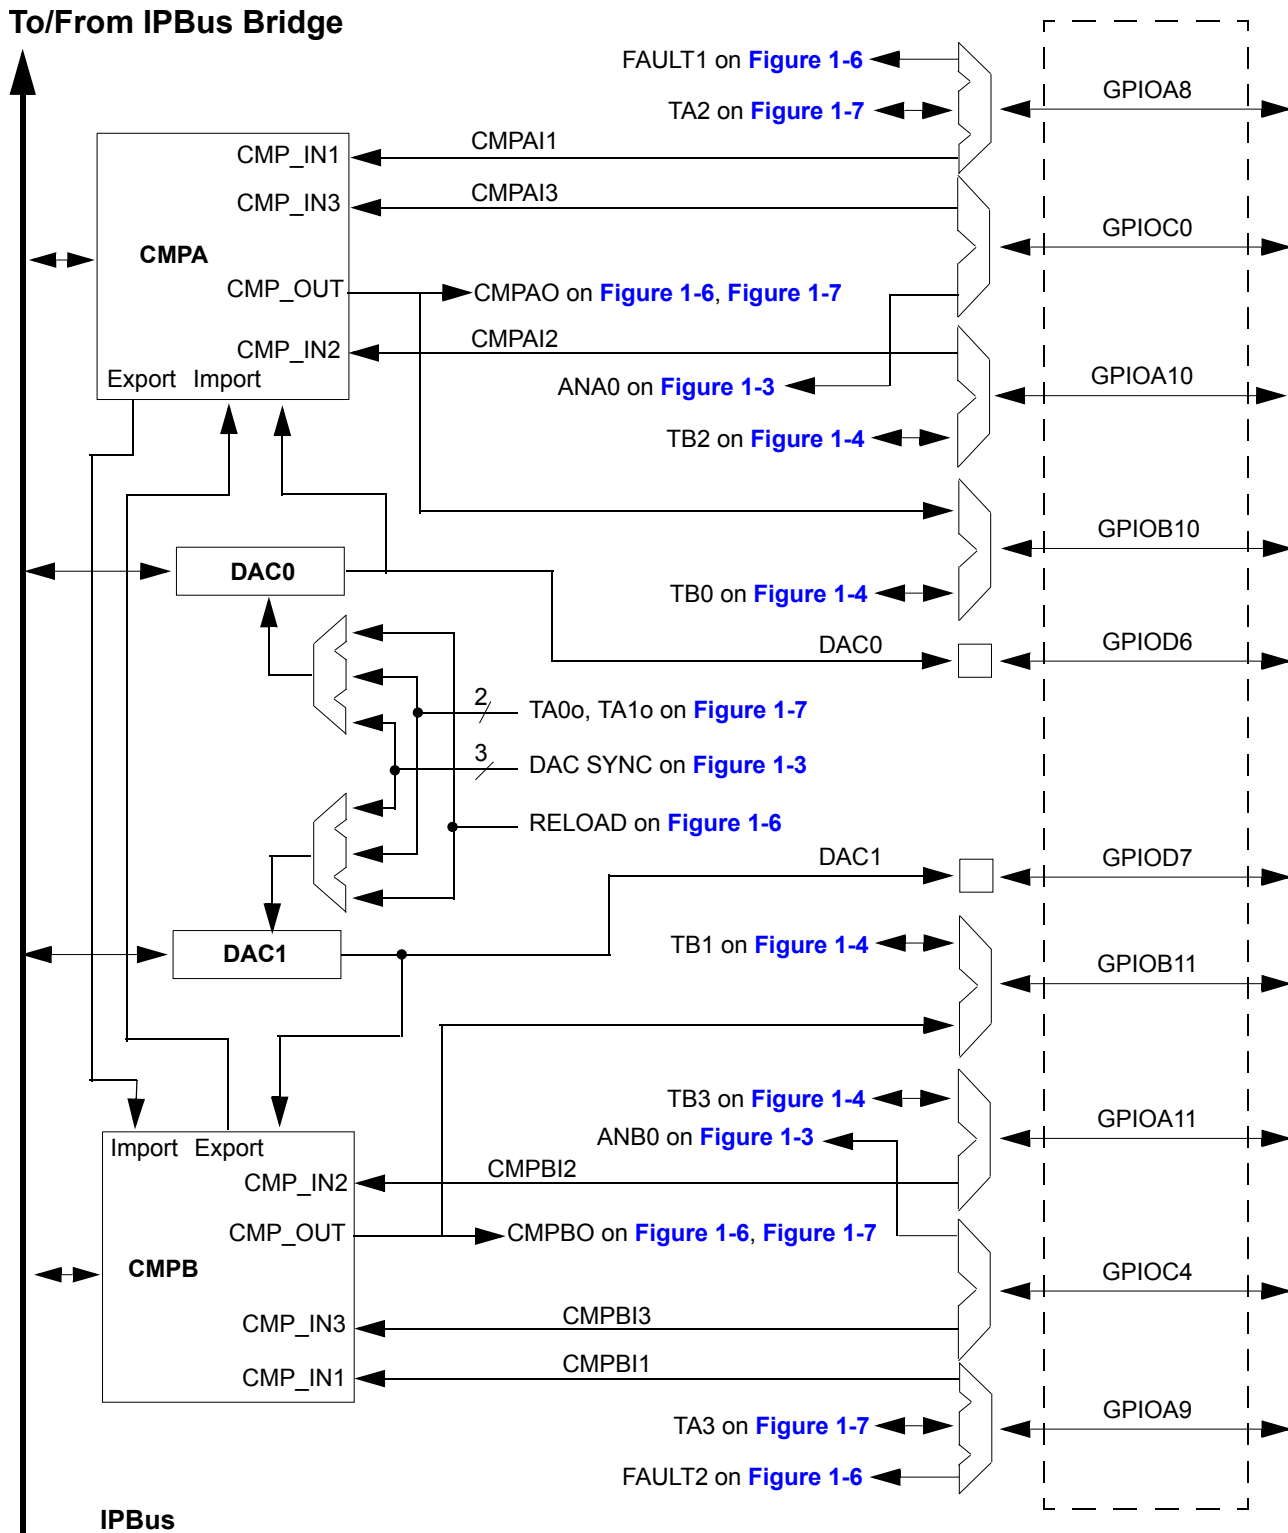 To/From IPBus Bridge
FAULT1 on Figure 1-6
GPIOA8
TA2 on Figure 1-7
CMPAI1
CMP_IN1
CMPAI3
CMP_IN3
GPIOC0
CMPA
CMP_OUT
CMPAO on Figure 1-6, Figure 1-7
CMPAI2
CMP_IN2
Export Import
ANA0 on Figure 1-3
GPIOA10
TB2 on Figure 1-4
GPIOB10
DAC0
TB0 on Figure 1-4
DAC0
GPIOD6
2
TA0o, TA1o on Figure 1-7
3
DAC SYNC on Figure 1-3
RELOAD on Figure 1-6
DAC1
GPIOD7
DAC1
TB1 on Figure 1-4
GPIOB11
TB3 on Figure 1-4
GPIOA11
ANB0 on Figure 1-3
Import Export
CMPBI2
CMP_IN2
CMP_OUT
CMPBO on Figure 1-6, Figure 1-7
CMPB
GPIOC4
CMPBI3
CMP_IN3
CMPBI1
CMP_IN1
GPIOA9
TA3 on Figure 1-7
FAULT2 on Figure 1-6
IPBus